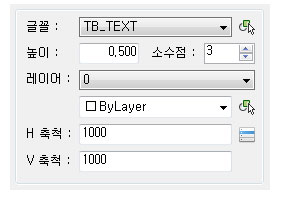 글꼴 : TB_TEXT
높이 : 0,500 소수점 : 3
레이어 : 0
ByLayer
H 축척 : 1000
V 축척 : 1000